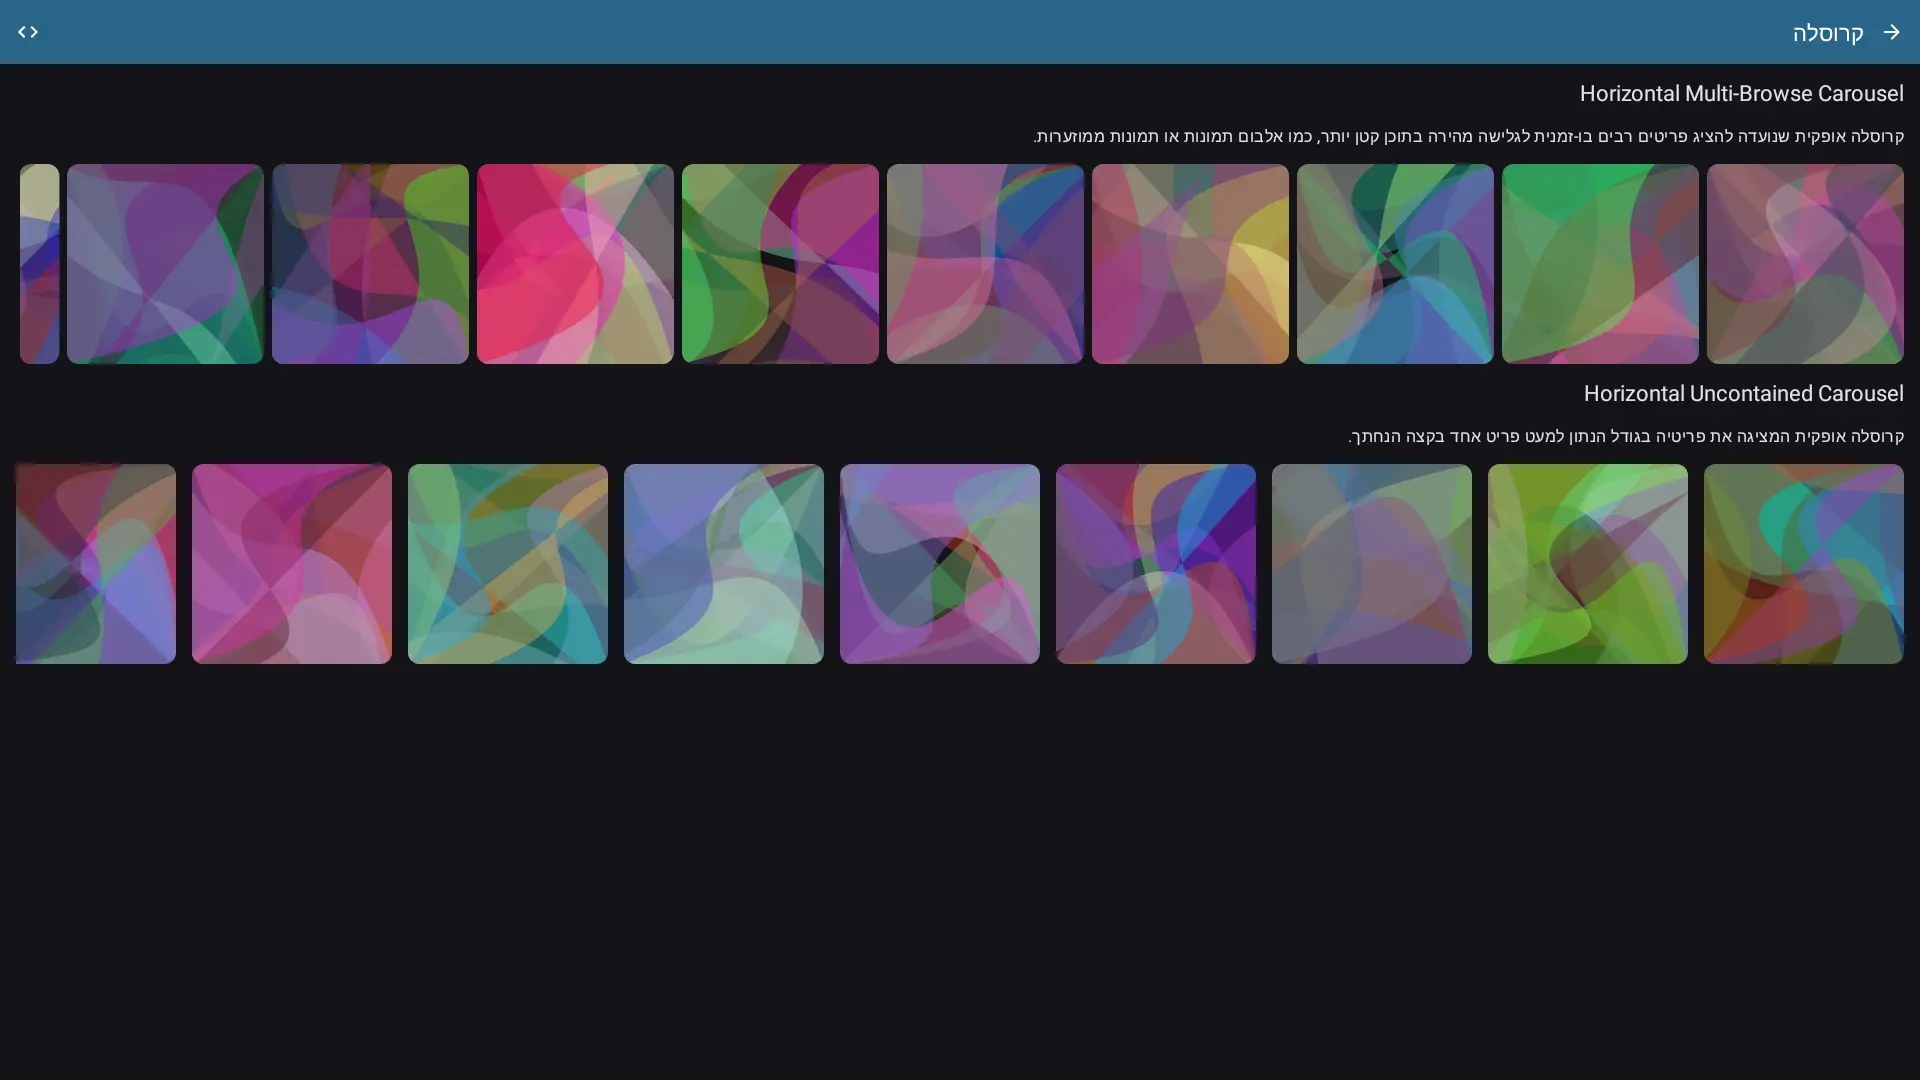 קרוסלה
Horizontal Multi-Browse Carousel
קרוסלה אופקית שנועדה להציג פריטים רבים בו-זמנית לגלישה מהירה בתוכן קטן יותר, כמו אלבום תמונות או תמונות ממוזערות.
Horizontal Uncontained Carousel
קרוסלה אופקית המציגה את פריטיה בגודל הנתון למעט פריט אחד בקצה הנחתך.